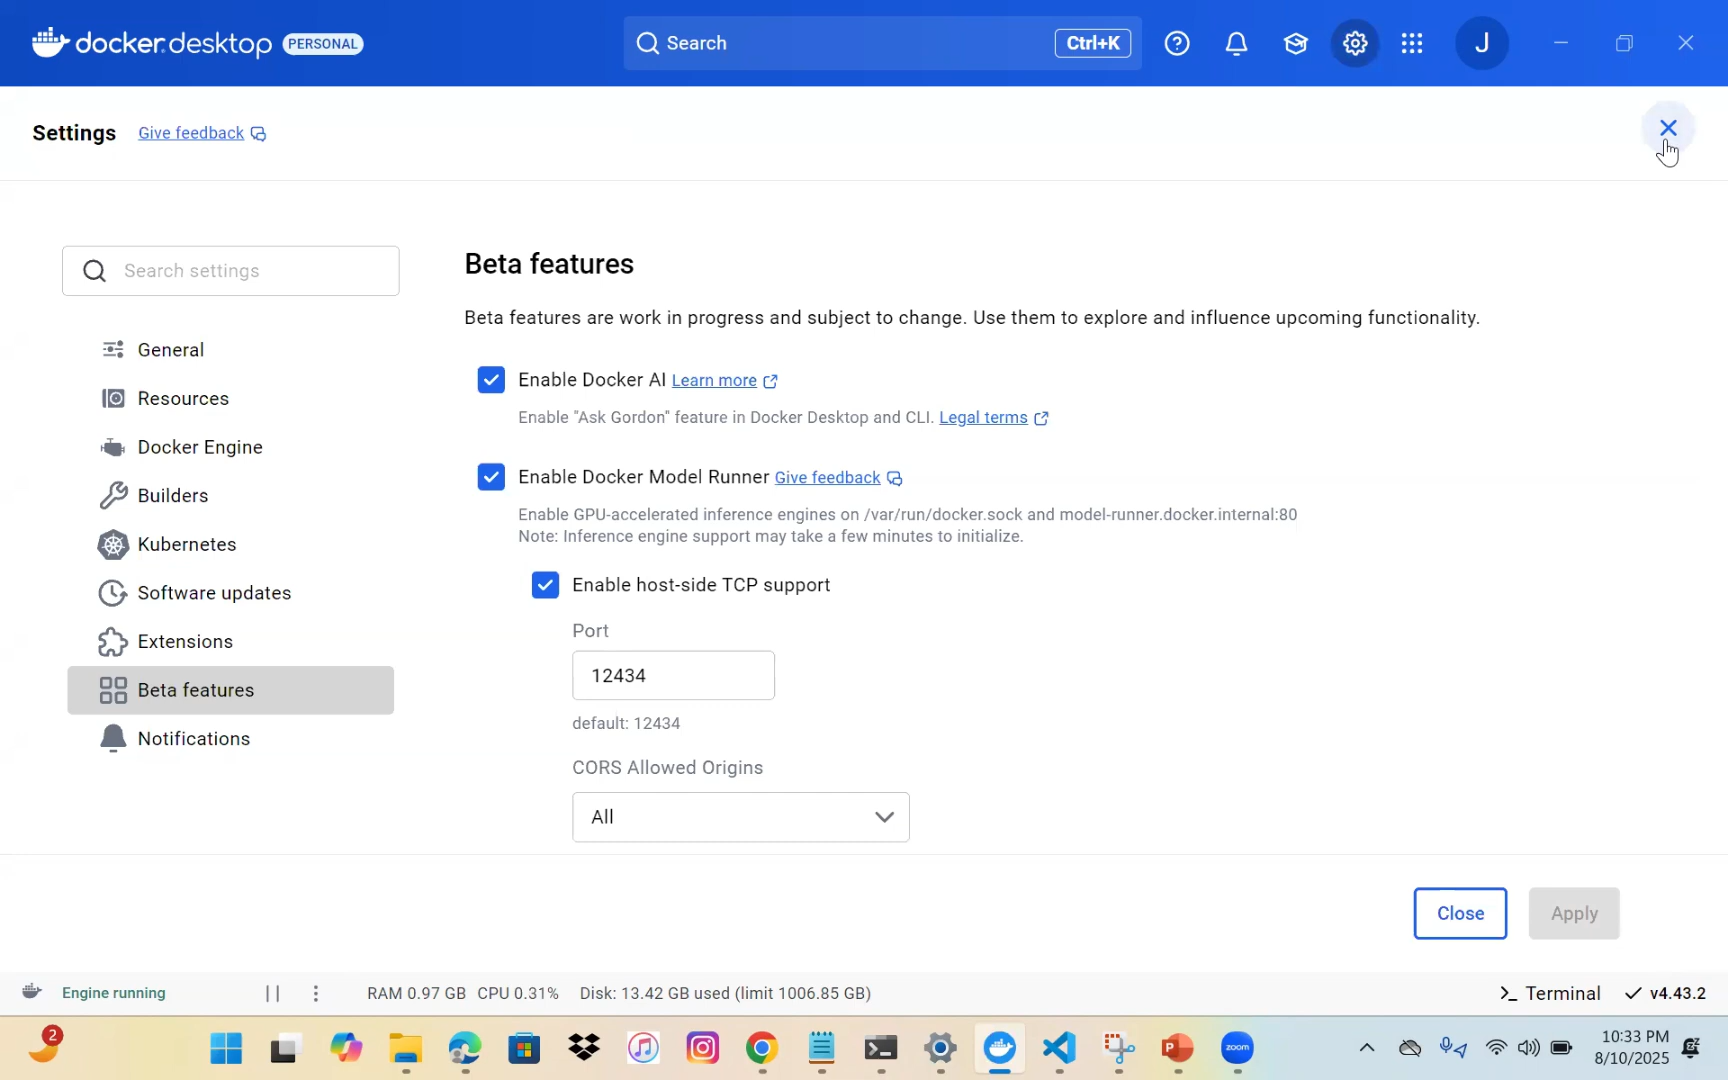 docker.desktop PERSONAL
Search Ctrl+K
J
Settings Give feedback
Search settings
General
Resources
Docker Engine
Builders
Kubernetes
Software updates
Extensions
Beta features
Notifications
Beta features
Beta features are work in progress and subject to change. Use them to explore and influence upcoming functionality.
Enable Docker AI Learn more
Enable "Ask Gordon" feature in Docker Desktop and CLI. Legal terms
Enable Docker Model Runner Give feedback
Enable GPU-accelerated inference engines on /var/run/docker.sock and model-runner.docker.internal:80
Note: Inference engine support may take a few minutes to initialize.
Enable host-side TCP support
Port
12434
default: 12434
CORS Allowed Origins
All
Close Apply
Engine running RAM 0.97 GB CPU 0.31% Disk: 13.42 GB used (limit 1006.85 GB) Terminal v4.43.2
2
P
zoom
10:33 PM
8/10/2025